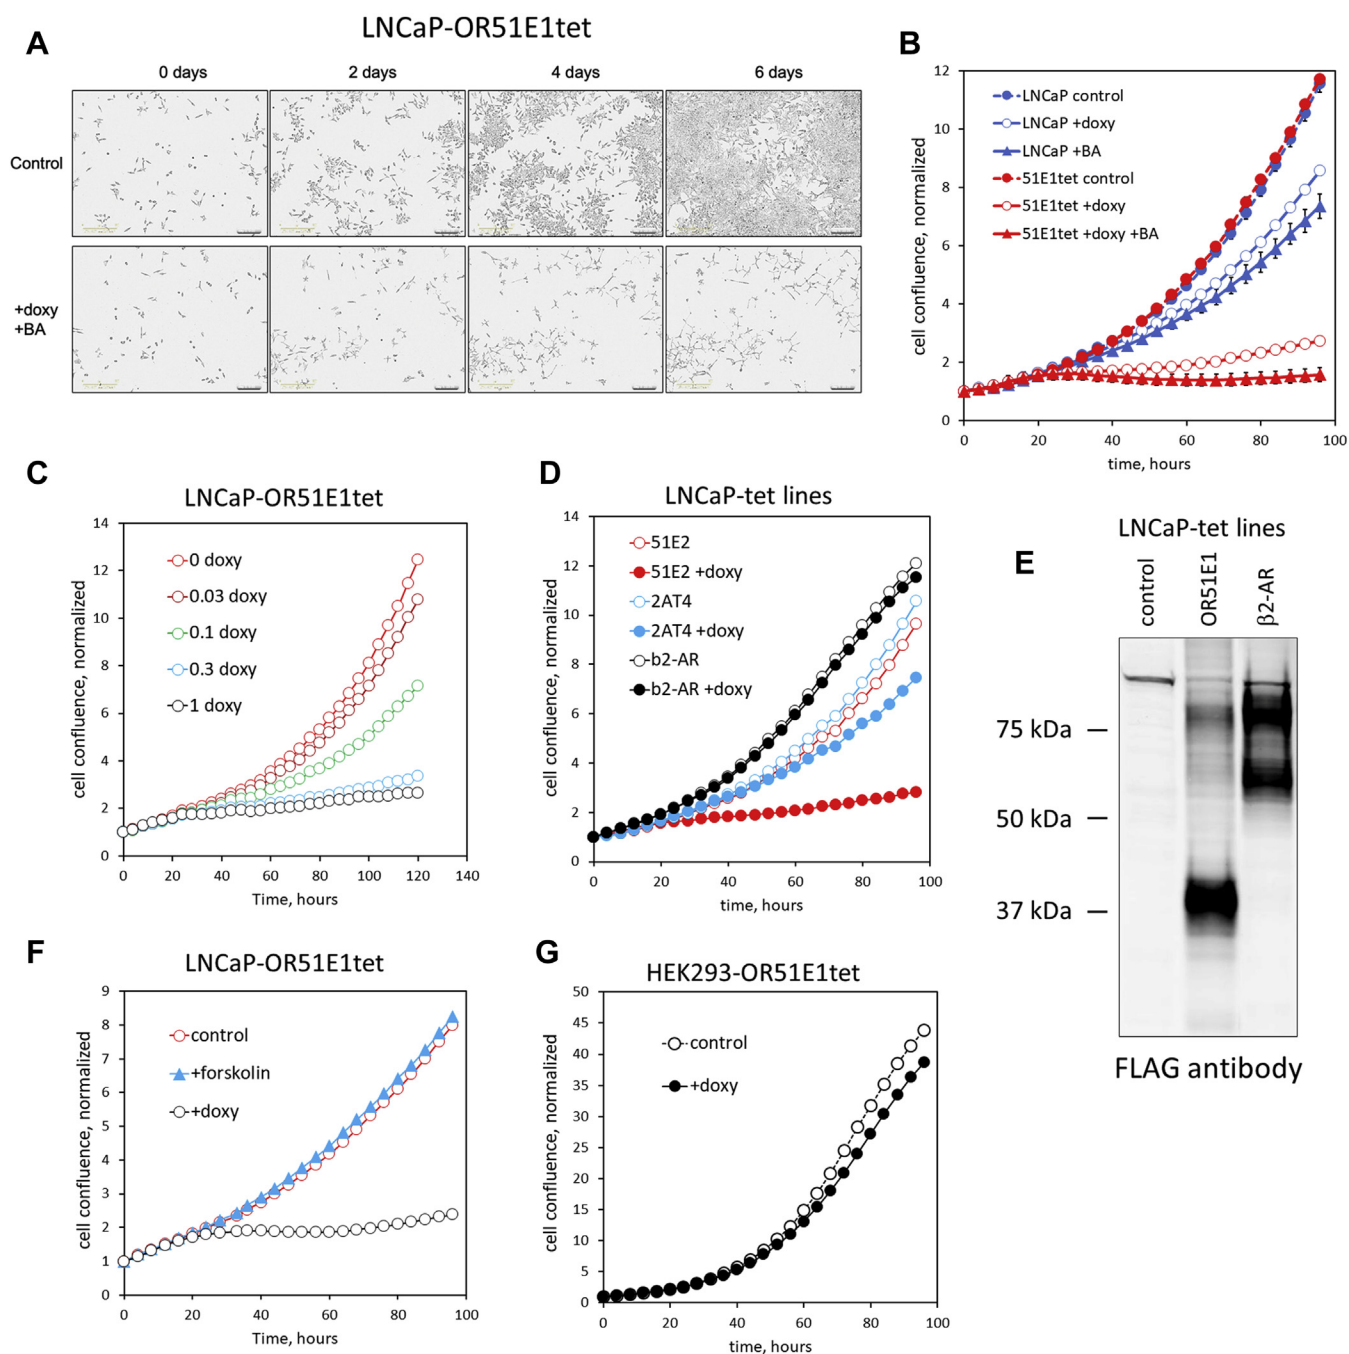 LNCaP-OR51E1tet
A
0 days
2 days
4 days
6 days
Control
+doxy
+BA
B
cell confluence, normalized
12
10
8
6
4
2
0
LNCaP control
LNCaP +doxy
LNCaP +BA
51E1tet control
51E1tet +doxy
51E1tet +doxy +BA
0 20 40 60 80 100
time, hours
C
LNCaP-OR51E1tet
cell confluence, normalized
14
12
10
8
6
4
2
0
0 doxy
0.03 doxy
0.1 doxy
0.3 doxy
1 doxy
0 20 40 60 80 100 120 140
Time, hours
D
LNCaP-tet lines
cell confluence, normalized
14
12
10
8
6
4
2
0
51E2
51E2 +doxy
2AT4
2AT4 +doxy
b2-AR
b2-AR +doxy
0 20 40 60 80 100
time, hours
E
LNCaP-tet lines
control
OR51E1
β2-AR
75 kDa
50 kDa
37 kDa
FLAG antibody
F
LNCaP-OR51E1tet
cell confluence, normalized
9
8
7
6
5
4
3
2
1
0
control
+forskolin
+doxy
0 20 40 60 80 100
Time, hours
G
HEK293-OR51E1tet
cell confluence, normalized
50
45
40
35
30
25
20
15
10
5
0
control
+doxy
0 20 40 60 80 100
time, hours